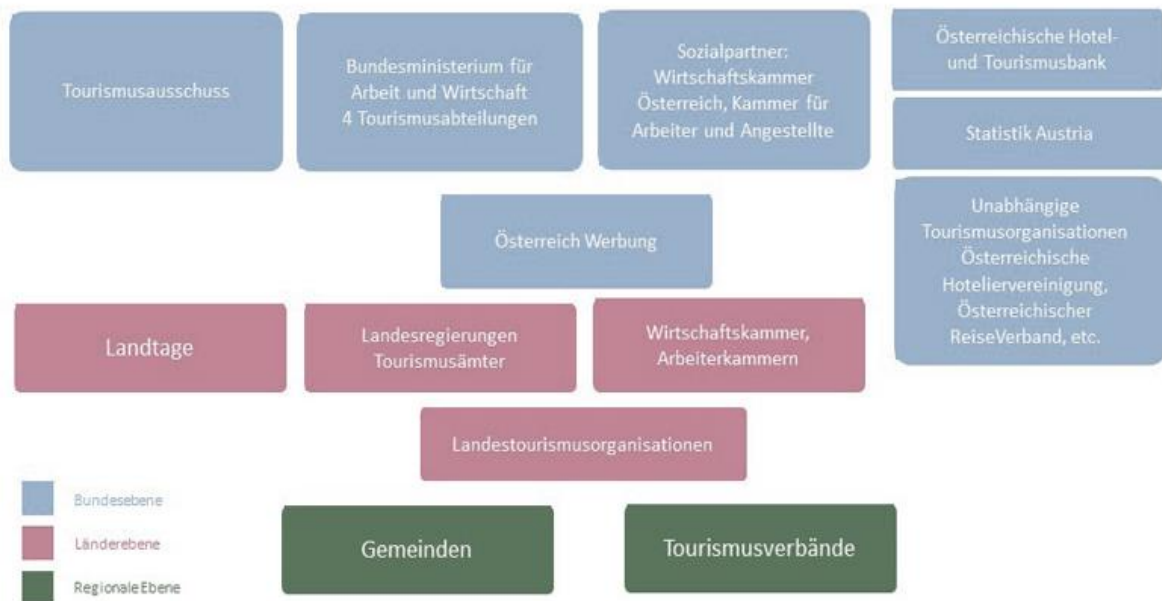 Tourismusausschuss
Bundesministerium für
Arbeit und Wirtschaft
4 Tourismusabteilungen
Sozialpartner:
Wirtschaftskammer
Österreich, Kammer für
Arbeiter und Angestellte
Österreichische Hotel-
und Tourismusbank
Statistik Austria
Unabhängige
Tourismusorganisationen
Österreichische
Hoteliervereinigung,
Österreichischer
ReiseVerband, etc.
Österreich Werbung
Landtage
Landesregierungen
Tourismusämter
Wirtschaftskammer,
Arbeiterkammern
Landestourismusorganisationen
Gemeinden
Tourismusverbände
Bundesebene
Länderebene
Regionale Ebene